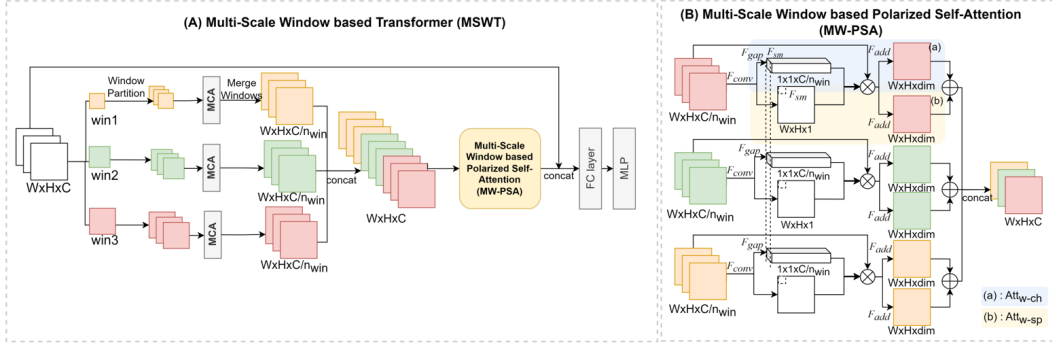 (A) Multi-Scale Window based Transformer (MSWT)
Window
Partition
win1
MCA
Merge
Windows
WxHxC/nwin
WxHxC
win2
MCA
WxHxC/nwin
concat
win3
MCA
WxHxC/nwin
WxHxC
Multi-Scale
Window based
Polarized Self-
Attention
(MW-PSA)
concat
FC layer
MLP
(B) Multi-Scale Window based Polarized Self-Attention
(MW-PSA)
WxHxC/nwin
Fconv
Fgap
Fsm
1x1xC/nwin
Fsm
WxHx1
Fadd
(a)
WxHxdim
Fadd
(b)
WxHxdim
WxHxC/nwin
Fconv
Fgap
1x1xC/nwin
WxHx1
Fadd
WxHxdim
Fadd
WxHxdim
concat
WxHxC
WxHxC/nwin
Fconv
Fgap
1x1xC/nwin
Fadd
WxHxdim
Fadd
WxHxdim
(a) : Attw-ch
(b) : Attw-sp